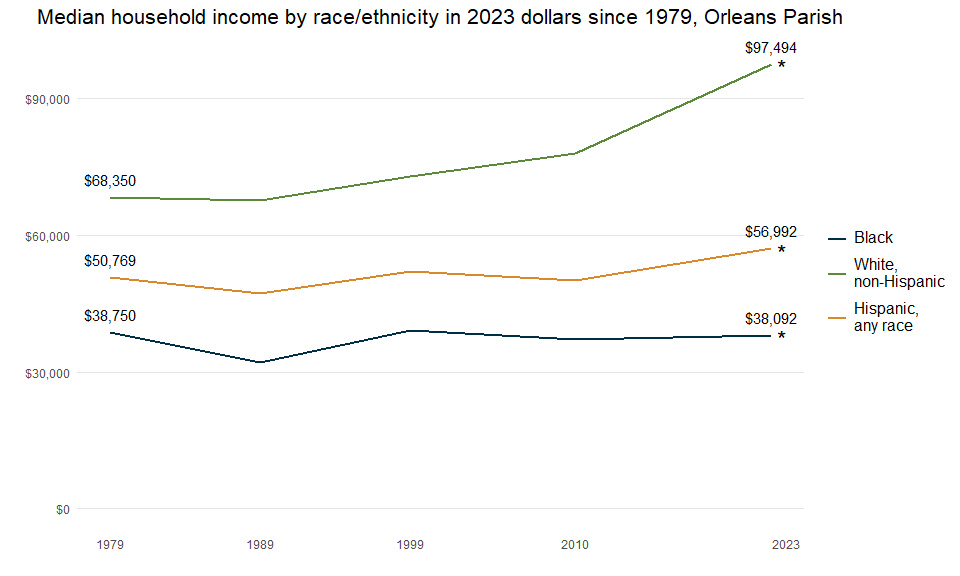 Median household income by race/ethnicity in 2023 dollars since 1979, Orleans Parish
$97,494
*
$90,000
$68,350
$60,000
$56,992
*
$50,769
$38,750
$38,092
*
$30,000
$0
1979 1989 1999 2010 2023
Black
White,
non-Hispanic
Hispanic,
any race